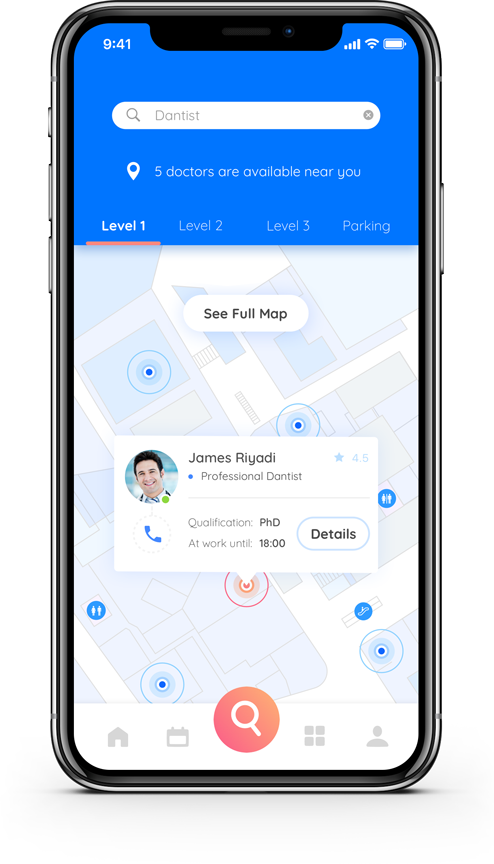 9:41
Dantist
5 doctors are available near you
Level 1 Level 2 Level 3 Parking
See Full Map
James Riyadi 4.5
Professional Dantist
Qualification: PhD
At work until: 18:00
Details